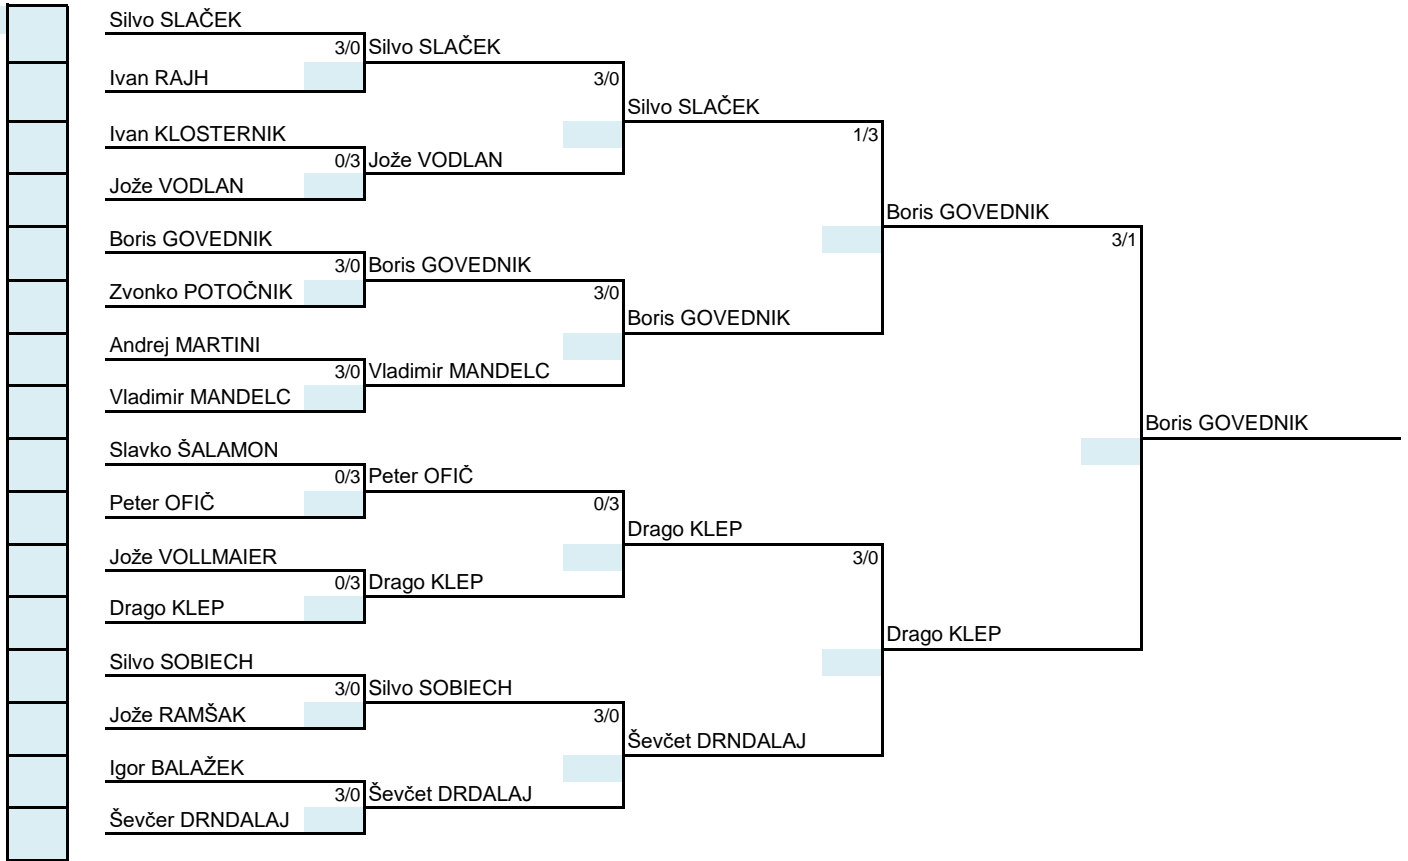 Silvo SLAČEK
3/0 Silvo SLAČEK
Ivan RAJH
3/0
Silvo SLAČEK
Ivan KLOSTERNIK
1/3
0/3 Jože VODLAN
Jože VODLAN
Boris GOVEDNIK
Boris GOVEDNIK
3/1
3/0 Boris GOVEDNIK
Zvonko POTOČNIK
3/0
Boris GOVEDNIK
Andrej MARTINI
3/0 Vladimir MANDELC
Vladimir MANDELC
Boris GOVEDNIK
Slavko ŠALAMON
0/3 Peter OFIČ
Peter OFIČ
0/3
Drago KLEP
Jože VOLLMAIER
3/0
0/3 Drago KLEP
Drago KLEP
Drago KLEP
Silvo SOBIECH
3/0 Silvo SOBIECH
Jože RAMŠAK
3/0
Ševčet DRNDALAJ
Igor BALAŽEK
3/0 Ševčet DRDALAJ
Ševčer DRNDALAJ